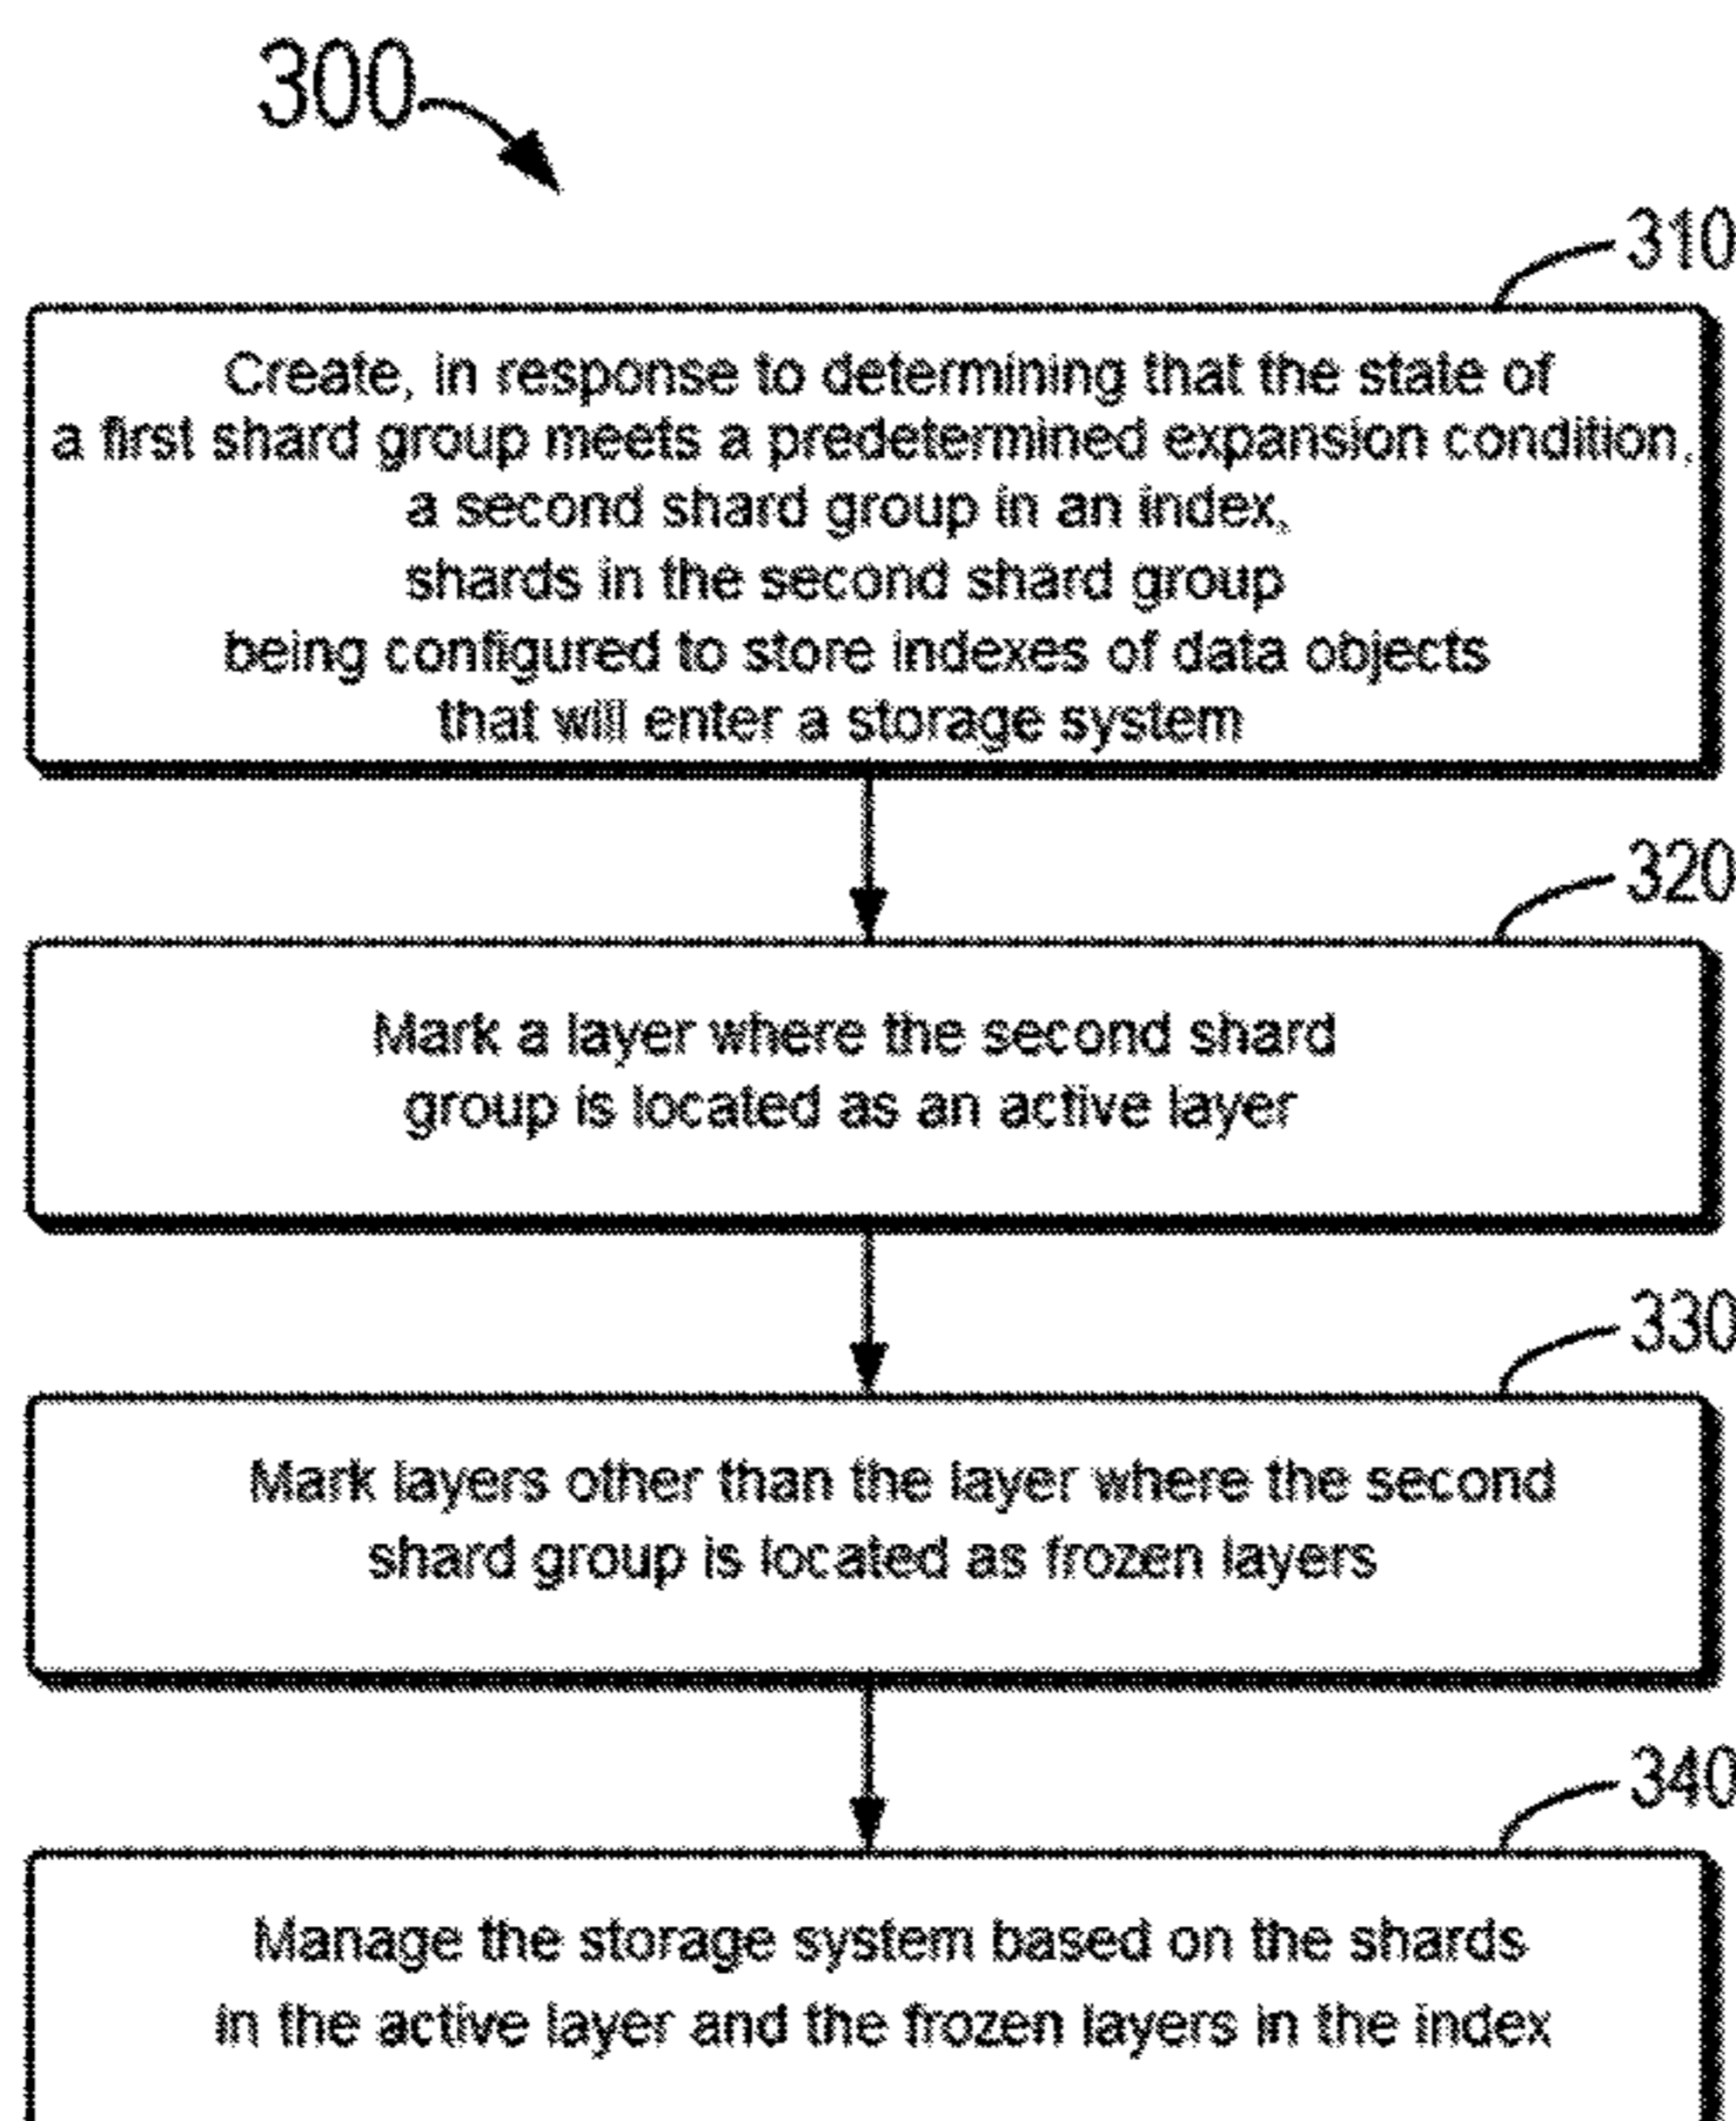 300
310
Create, in response to determining that the state of
a first shard group meets a predetermined expansion condition,
a second shard group in an index,
shards in the second shard group
being configured to store indexes of data objects
that will enter a storage system
320
Mark a layer where the second shard
group is located as an active layer
330
Mark layers other than the layer where the second
shard group is located as frozen layers
340
Manage the storage system based on the shards
in the active layer and the frozen layers in the index